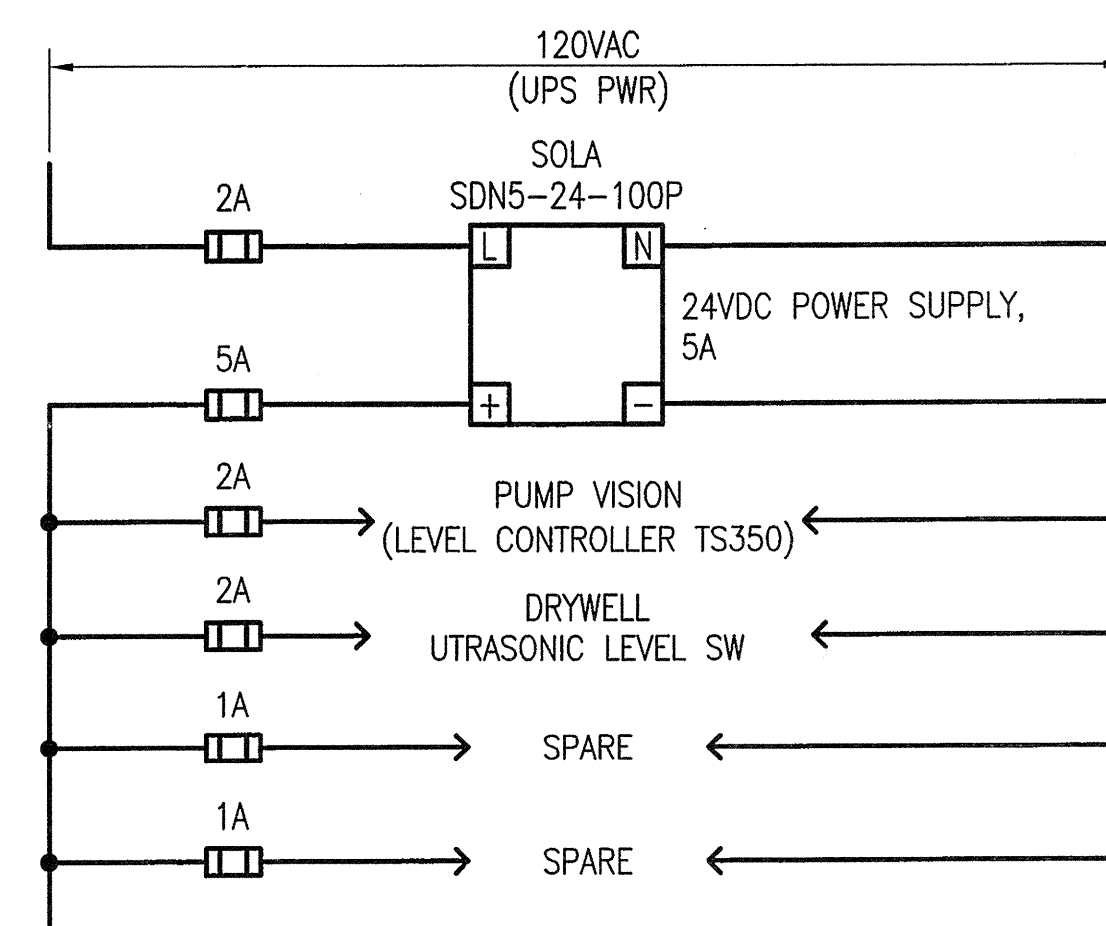 120VAC
(UPS PWR)
SOLA
SDN5-24-100P
2A
L
N
24VDC POWER SUPPLY,
5A
5A
+
-
2A
PUMP VISION
(LEVEL CONTROLLER TS350)
2A
DRYWELL
UTRASONIC LEVEL SW
1A
SPARE
1A
SPARE